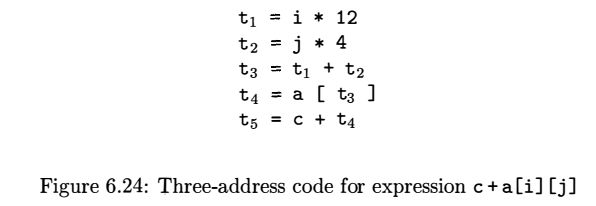 t₁ = i * 12
t₂ = j * 4
t₃ = t₁ + t₂
t₄ = a [ t₃ ]
t₅ = c + t₄
Figure 6.24: Three-address code for expression c+a[i][j]